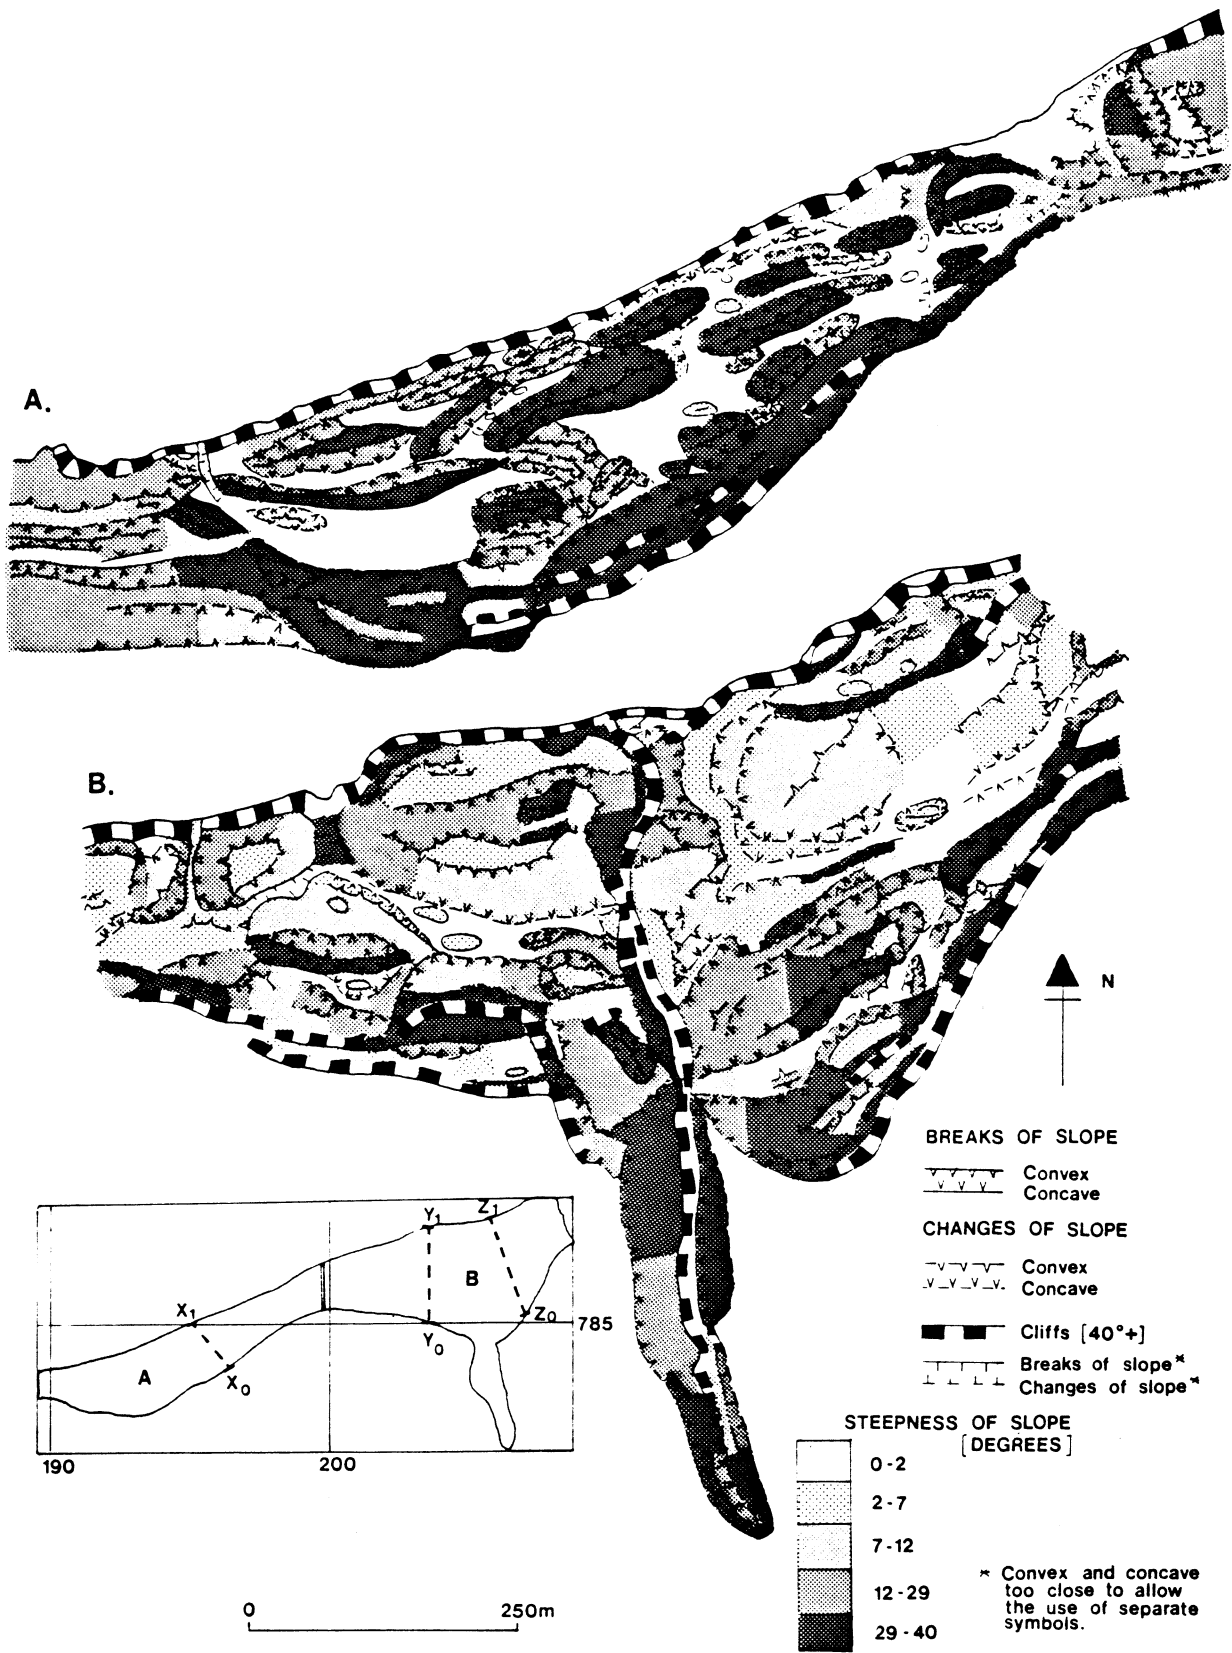 A.
B.
N
BREAKS OF SLOPE
Convex
Concave
CHANGES OF SLOPE
Convex
Concave
Cliffs [40°+]
Breaks of slope*
Changes of slope*
STEEPNESS OF SLOPE
[DEGREES]
0-2
2-7
7-12
12-29
29-40
* Convex and concave
too close to allow
the use of separate
symbols.
Y₁
Z₁
B
X₁
Z₀
785
Y₀
A
X₀
190
200
0
250m